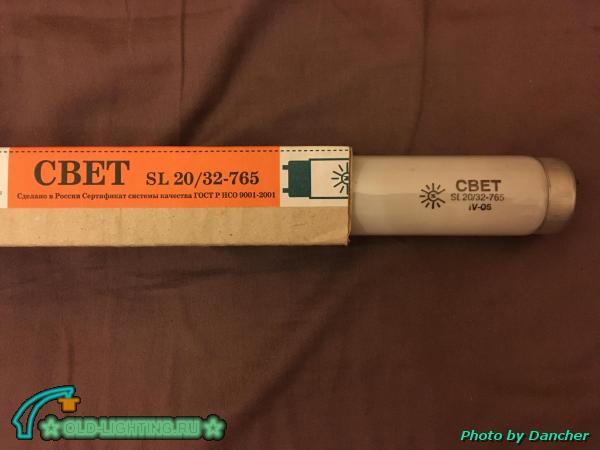 СВЕТ SL 20/32-765
Сделано в России Сертификат системы качества ГОСТ Р ИСО 9001-2001
СВЕТ
SL 20/32-765
IV-05
OLD-LIGHTING.RU
Photo by Dancher